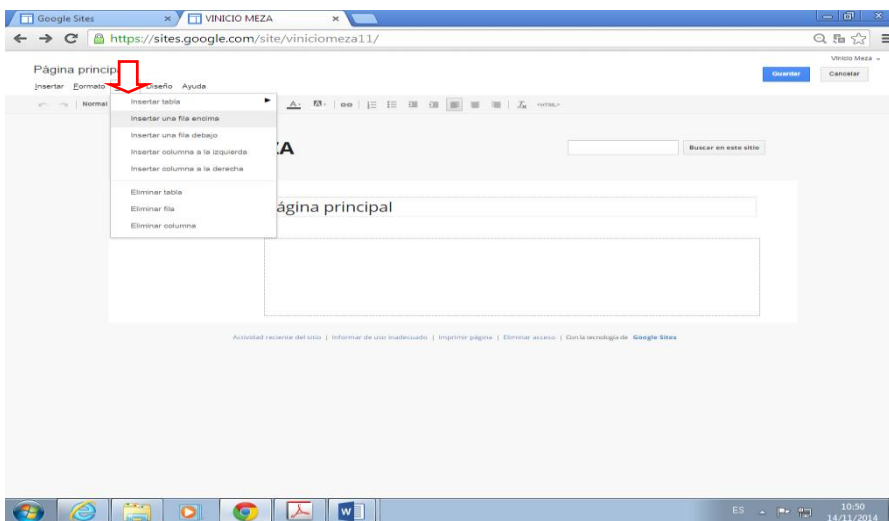 Google Sites
VINICIO MEZA
https://sites.google.com/site/viniciomeza11/
Vinicio Meza
Página princip
Guardar
Cancelar
Insertar Formato Diseño Ayuda
Normal
<HTML>
Insertar tabla
Insertar una fila encima
Insertar una fila debajo
Insertar columna a la izquierda
Insertar columna a la derecha
Eliminar tabla
Eliminar fila
Eliminar columna
ZA
Buscar en este sitio
ágina principal
Actividad reciente del sitio | Informar de uso inadecuado | Imprimir página | Eliminar acceso | Con la tecnología de Google Sites
ES
10:50
14/11/2014